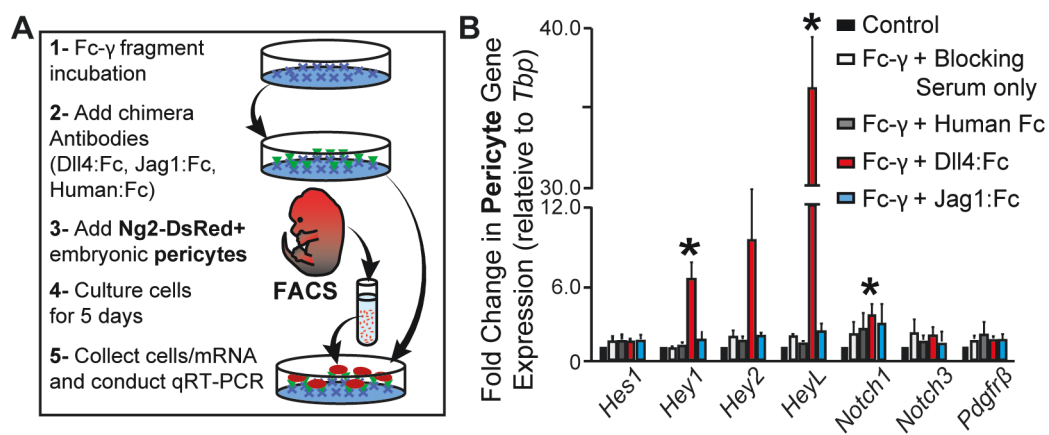 A
1- Fc-γ fragment
incubation
2- Add chimera
Antibodies
(Dll4:Fc, Jag1:Fc,
Human:Fc)
3- Add Ng2-DsRed+
embryonic pericytes
4- Culture cells
for 5 days
5- Collect cells/mRNA
and conduct qRT-PCR
FACS
B
Fold Change in Pericyte Gene
Expression (relateive to Tbp)
40.0
30.0
12.0
6.0
0
*
*
*
Control
Fc-γ + Blocking
Serum only
Fc-γ + Human Fc
Fc-γ + Dll4:Fc
Fc-γ + Jag1:Fc
Hes1
Hey1
Hey2
HeyL
Notch1
Notch3
Pdgfrβ